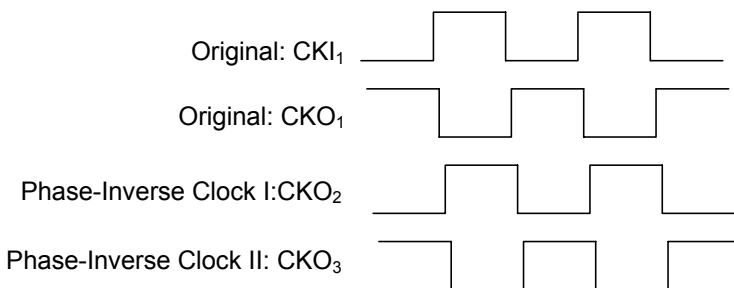 Original: CKI₁
Original: CKO₁
Phase-Inverse Clock I:CKO₂
Phase-Inverse Clock II: CKO₃